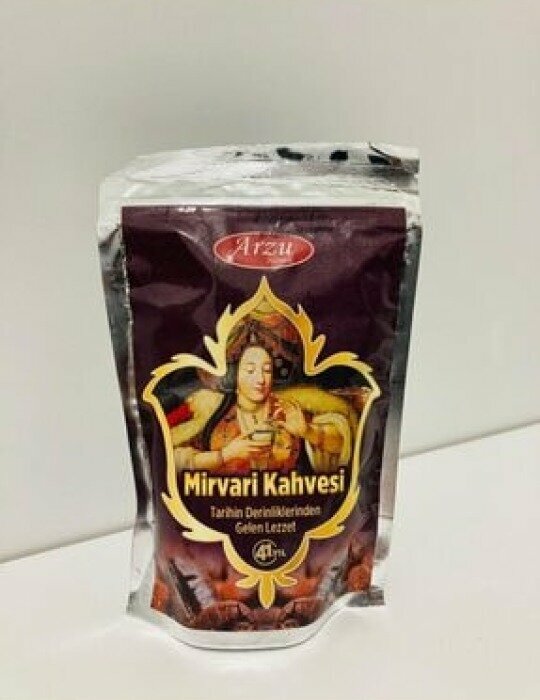 Arzu
Mirvari Kahvesi
Tarihin Derinliklerinden
Gelen Lezzet
41 YIL